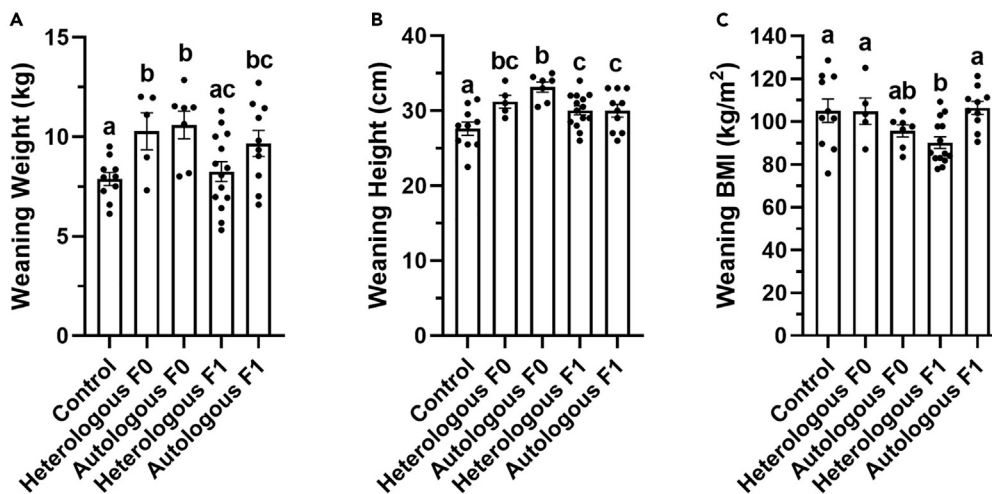 A
Weaning Weight (kg)
15
10
5
0
a
b
b
ac
bc
Control
Heterologous F0
Autologous F0
Heterologous F1
Autologous F1
B
Weaning Height (cm)
40
30
20
10
0
a
bc
b
c
c
Control
Heterologous F0
Autologous F0
Heterologous F1
Autologous F1
C
Weaning BMI (kg/m²)
140
120
100
80
60
40
20
0
a
a
ab
b
a
Control
Heterologous F0
Autologous F0
Heterologous F1
Autologous F1